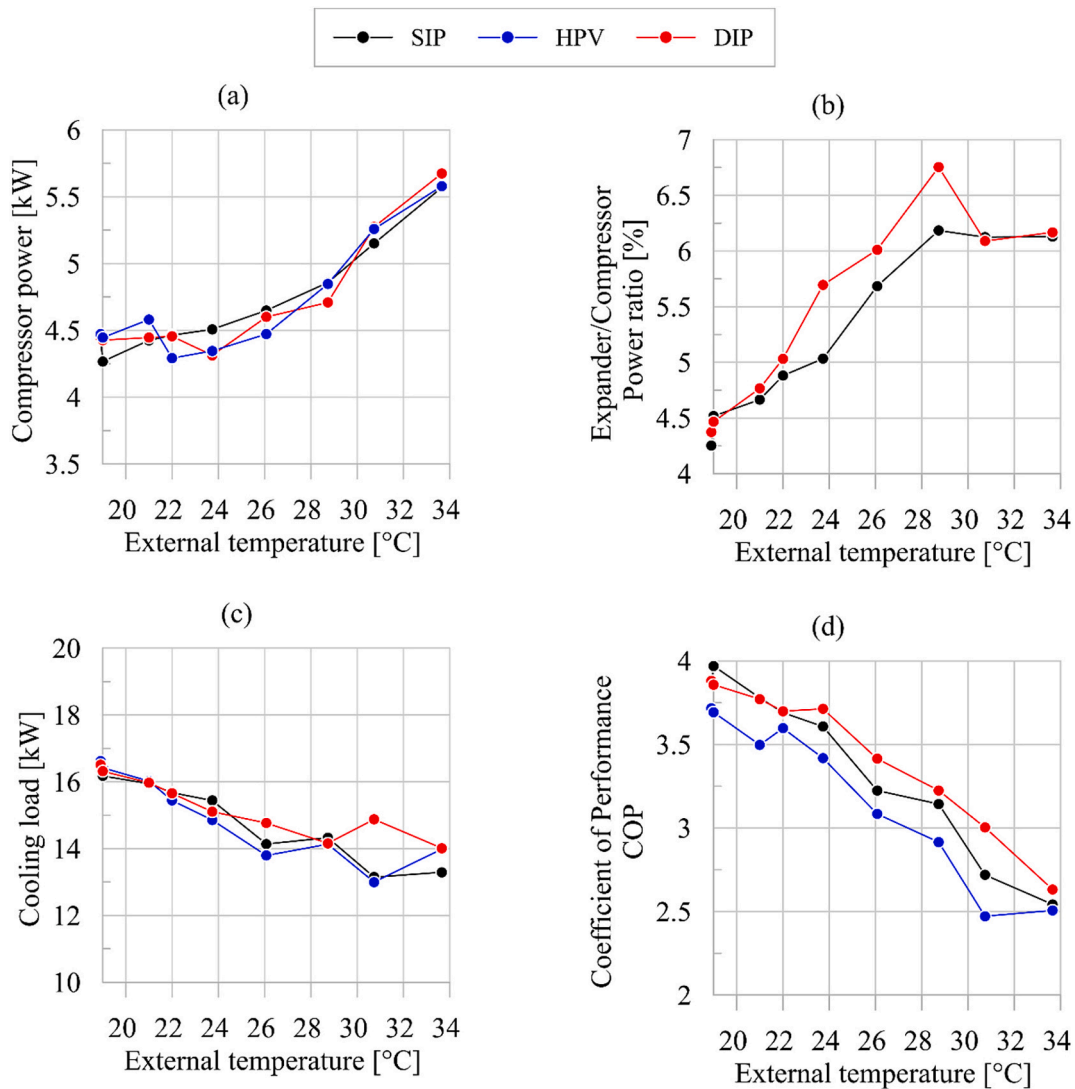 SIP HPV DIP
(a)
Compressor power [kW]
6
5.5
5
4.5
4
3.5
20 22 24 26 28 30 32 34
External temperature [°C]
(b)
Expander/Compressor
Power ratio [%]
7
6.5
6
5.5
5
4.5
4
20 22 24 26 28 30 32 34
External temperature [°C]
(c)
Cooling load [kW]
20
18
16
14
12
10
20 22 24 26 28 30 32 34
External temperature [°C]
(d)
Coefficient of Performance
COP
4
3.5
3
2.5
2
20 22 24 26 28 30 32 34
External temperature [°C]